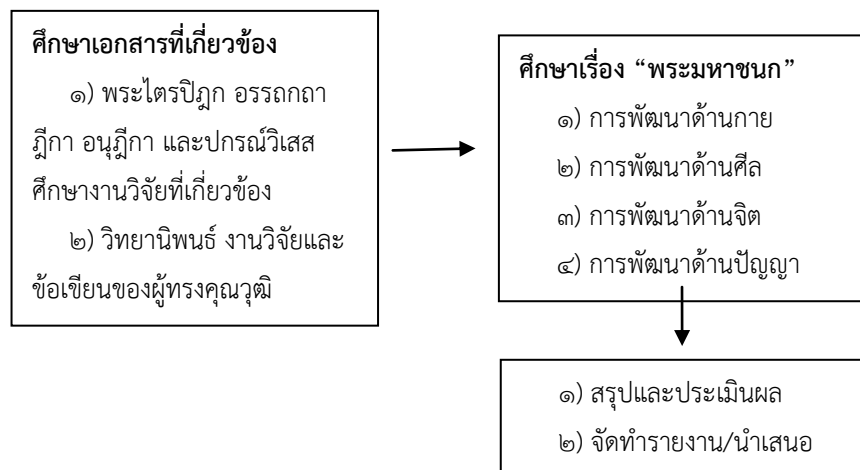 ศึกษาเอกสารที่เกี่ยวข้อง
๑) พระไตรปิฎก อรรถกถา
ฎีกา อนุฎีกา และปกรณ์วิเสส
ศึกษางานวิจัยที่เกี่ยวข้อง
๒) วิทยานิพนธ์ งานวิจัยและ
ข้อเขียนของผู้ทรงคุณวุฒิ
ศึกษาเรื่อง “พระมหาชนก”
๑) การพัฒนาด้านกาย
๒) การพัฒนาด้านศีล
๓) การพัฒนาด้านจิต
๔) การพัฒนาด้านปัญญา
๑) สรุปและประเมินผล
๒) จัดทำรายงาน/นำเสนอ